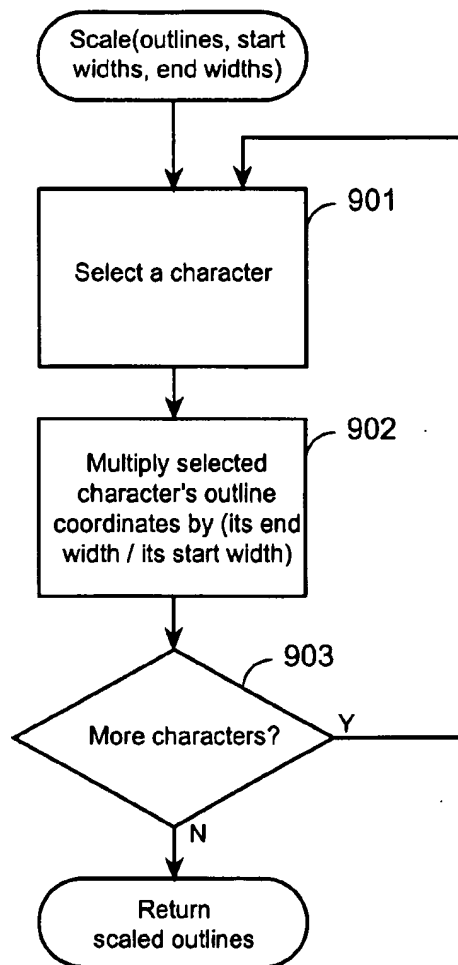 Scale(outlines, start
widths, end widths)
901
Select a character
902
Multiply selected
character's outline
coordinates by (its end
width / its start width)
903
More characters?
Y
N
Return
scaled outlines